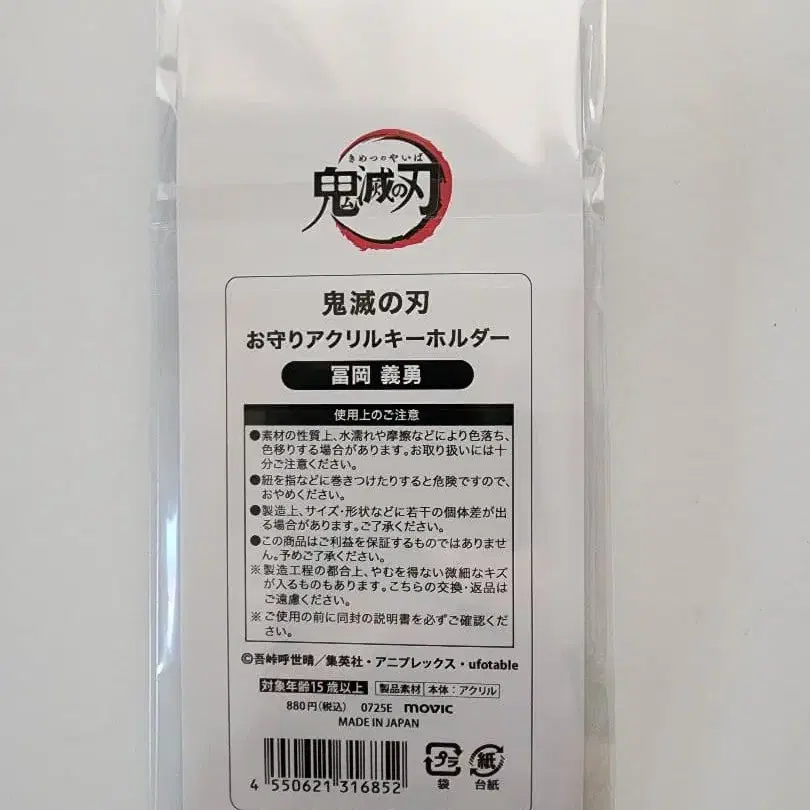 きめつのやいば
鬼滅の刃
鬼滅の刃
お守りアクリルキーホルダー
冨岡 義勇
使用上のご注意
●素材の性質上、水濡れや摩擦などにより色落ち、
色移りする場合があります。お取り扱いには十
分ご注意ください。
●紐を指などに巻きつけたりすると危険ですので、
おやめください。
●製造上、サイズ・形状などに若干の個体差が出
る場合があります。ご了承ください。
●この商品はご利益を保証するものではありませ
ん。予めご了承ください。
※製造工程の都合上、やむを得ない微細なキズ
が入るものもあります。こちらの交換・返品は
ご遠慮ください。
※ご使用の前に同封の説明書を必ずご確認くだ
さい。
©吾峠呼世晴／集英社・アニプレックス・ufotable
対象年齢15歳以上 製品素材 本体：アクリル
880円(税込) 0725E movic
MADE IN JAPAN
4 550621 316852
プラ 紙
袋 台紙